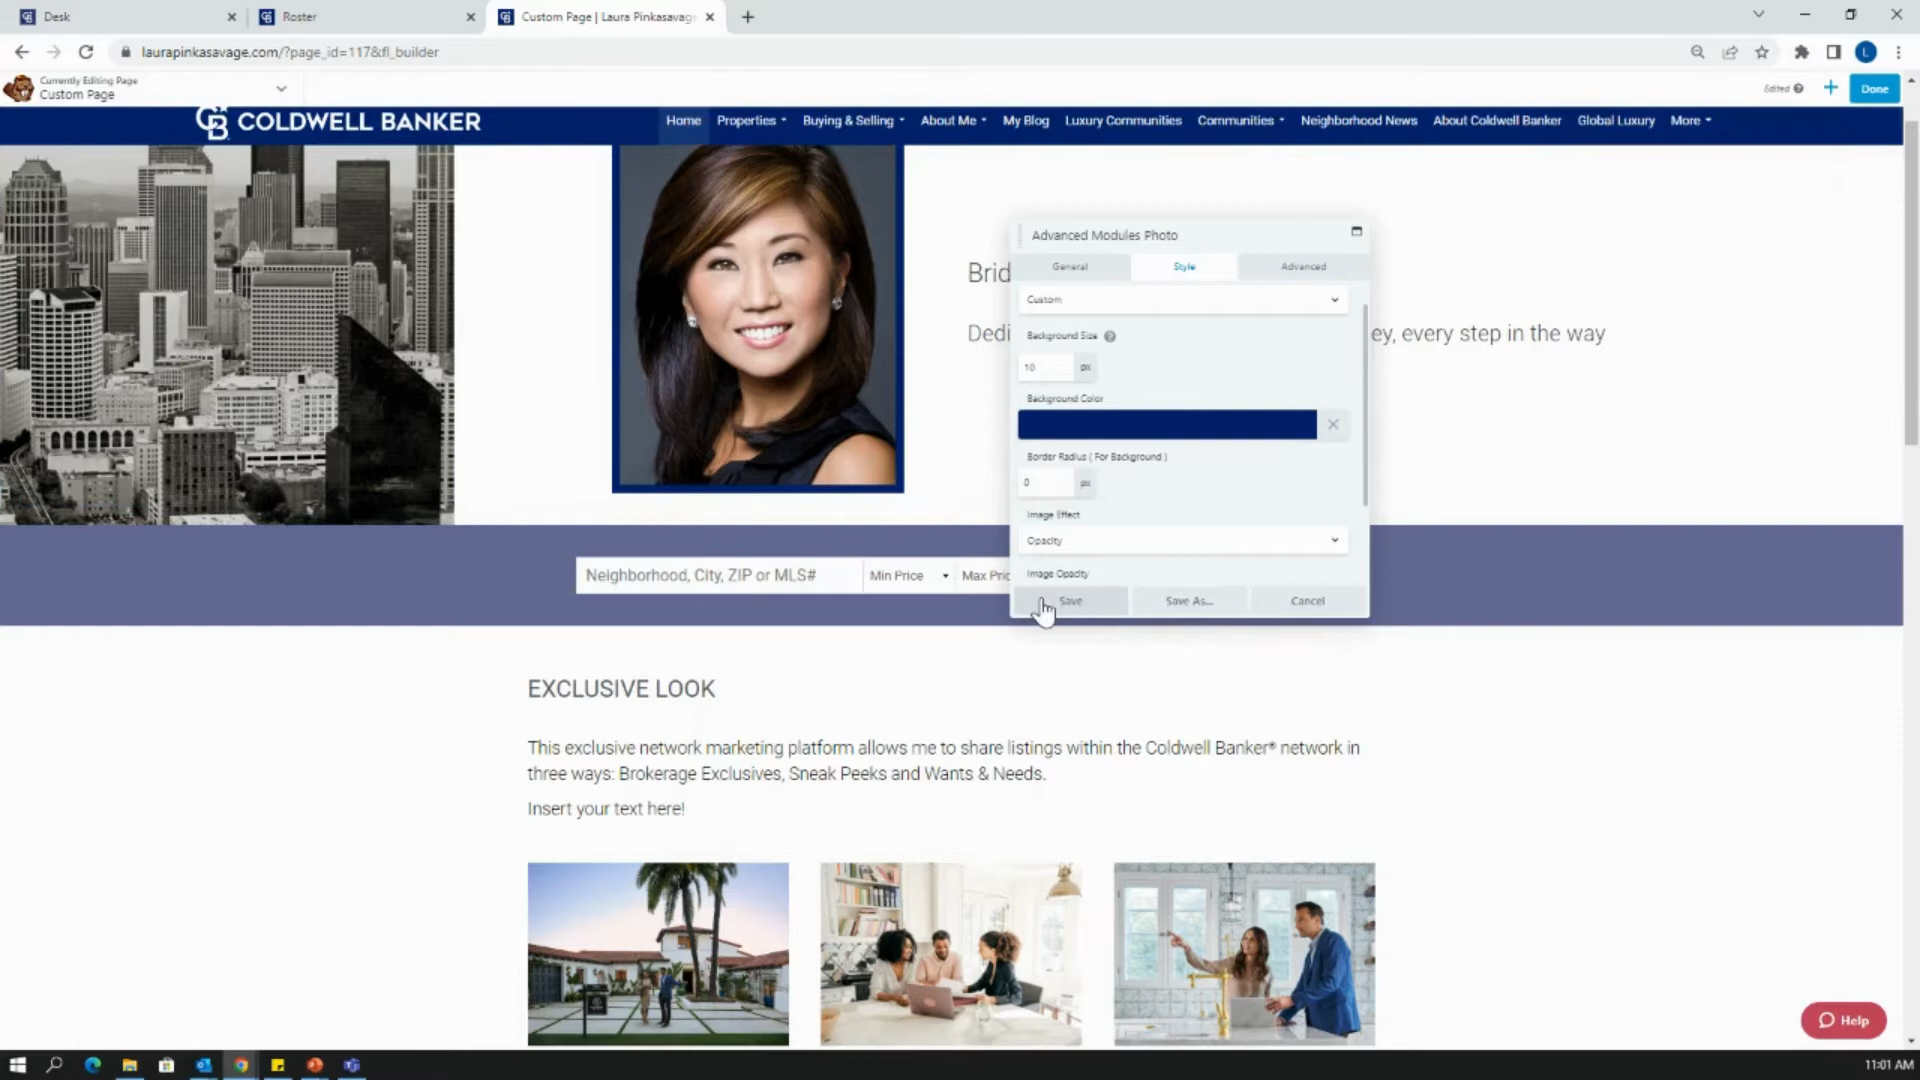 Desk
Roster
Custom Page | Laura Pinkasavage
laurapinkasavage.com/?page_id=117&fl_builder
L
Currently Editing Page
Custom Page
Edited
Done
CB COLDWELL BANKER
Home Properties Buying & Selling About Me My Blog Luxury Communities Communities Neighborhood News About Coldwell Banker Global Luxury More
Brid
Dedi
ey, every step in the way
Advanced Modules Photo
General Style Advanced
Custom
Background Size
10 px
Background Color
Border Radius ( For Background )
0 px
Image Effect
Opacity
Image Opacity
Save Save As... Cancel
Neighborhood, City, ZIP or MLS# Min Price Max Pric
EXCLUSIVE LOOK
This exclusive network marketing platform allows me to share listings within the Coldwell Banker® network in
three ways: Brokerage Exclusives, Sneak Peeks and Wants & Needs.
Insert your text here!
Help
11:01 AM